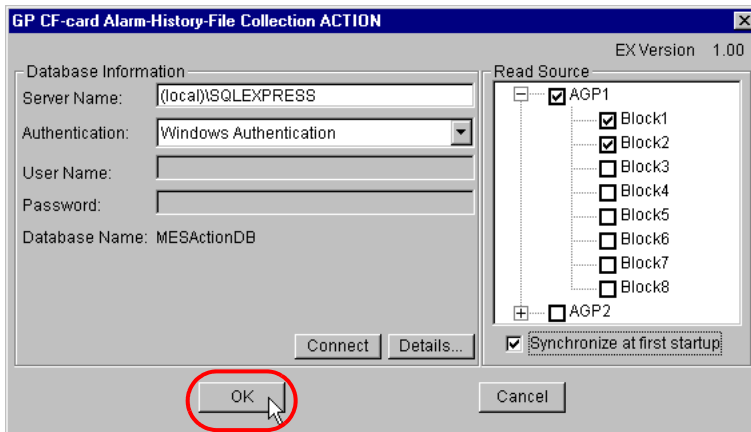 GP CF-card Alarm-History-File Collection ACTION
EX Version 1.00
Database Information
Server Name: (local)\SQLEXPRESS
Authentication: Windows Authentication
User Name:
Password:
Database Name: MESActionDB
Connect Details...
Read Source
AGP1
Block1
Block2
Block3
Block4
Block5
Block6
Block7
Block8
AGP2
Synchronize at first startup
OK Cancel